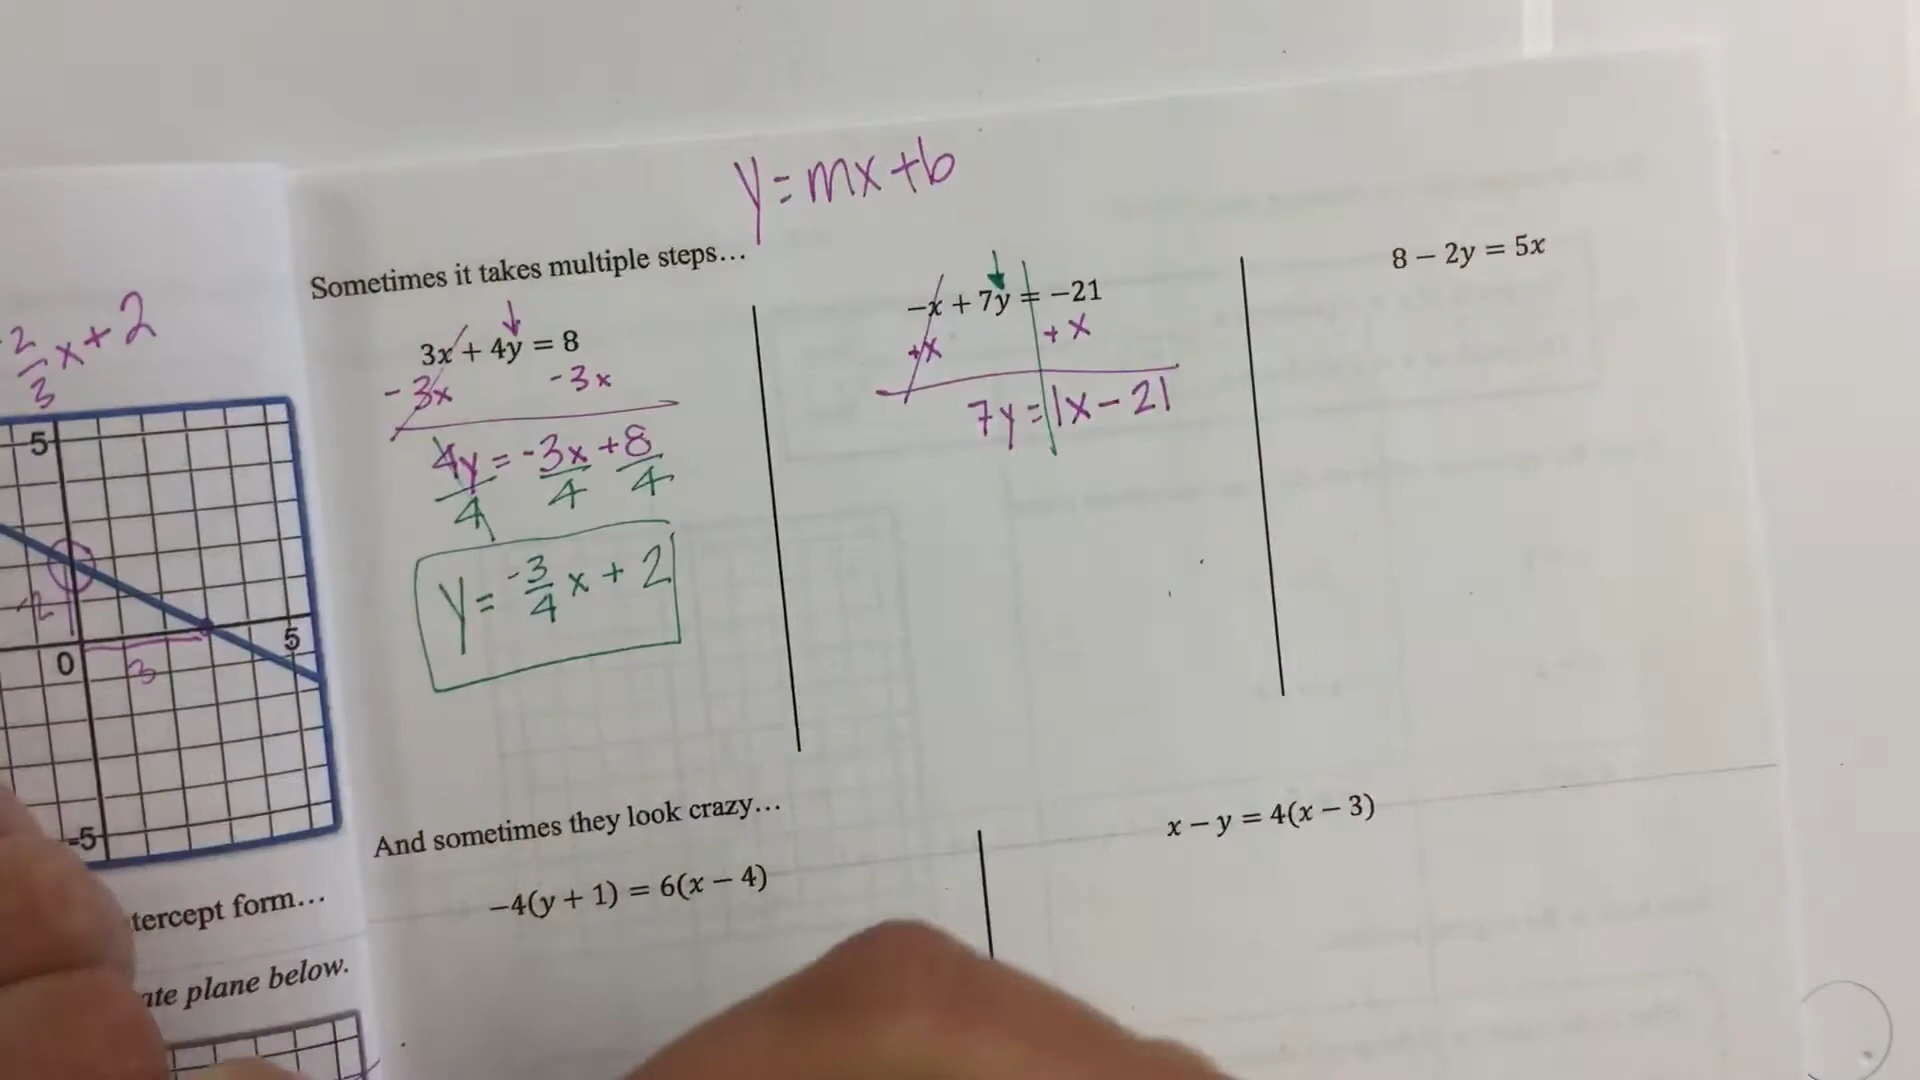 y = mx + b
Sometimes it takes multiple steps...
3x + 4y = 8
- 3x - 3x
4y = -3x + 8
4 4 4
y = -3/4 x + 2
-x + 7y = -21
+x + x
7y = 1x - 21
8 - 2y = 5x
And sometimes they look crazy...
-4(y + 1) = 6(x - 4)
x - y = 4(x - 3)
2/3 x + 2
5
0
5
3
-5
tercept form...
ate plane below.